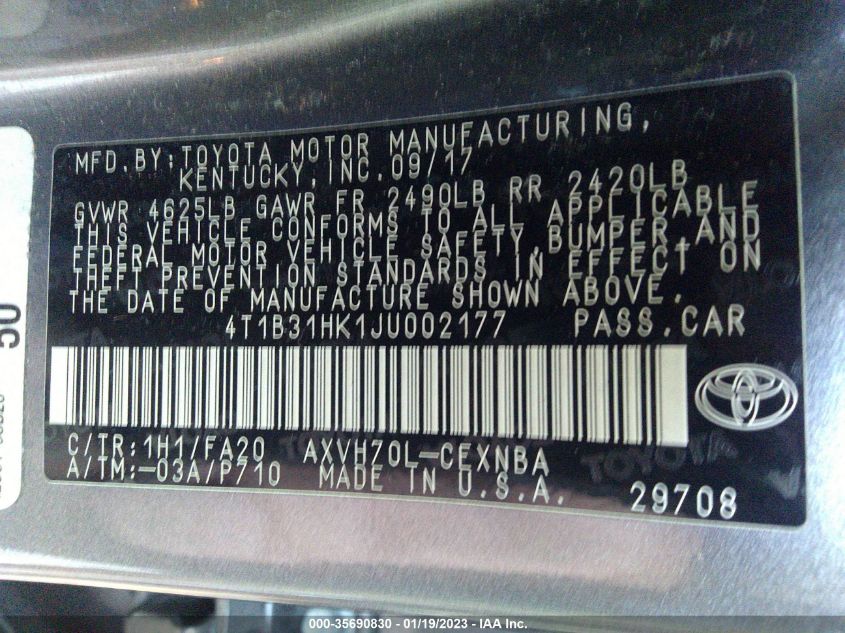 MFD.BY:TOYOTA MOTOR MANUFACTURING,
KENTUCKY,INC.09/17
GVWR 4625LB GAWR FR 2490LB RR 2420LB
THIS VEHICLE CONFORMS TO ALL APPLICABLE
FEDERAL MOTOR VEHICLE SAFETY,BUMPER,AND
THEFT PREVENTION STANDARDS IN EFFECT ON
THE DATE OF MANUFACTURE SHOWN ABOVE.
4T1B31HK1JU002177 PASS.CAR
C/TR:1H1/FA20 AXVH70L-CEXNBA
A/TM:-03A/P710 MADE IN U.S.A.
29708
TOYOTA
50
000-35690830 - 01/19/2023 - IAA Inc.